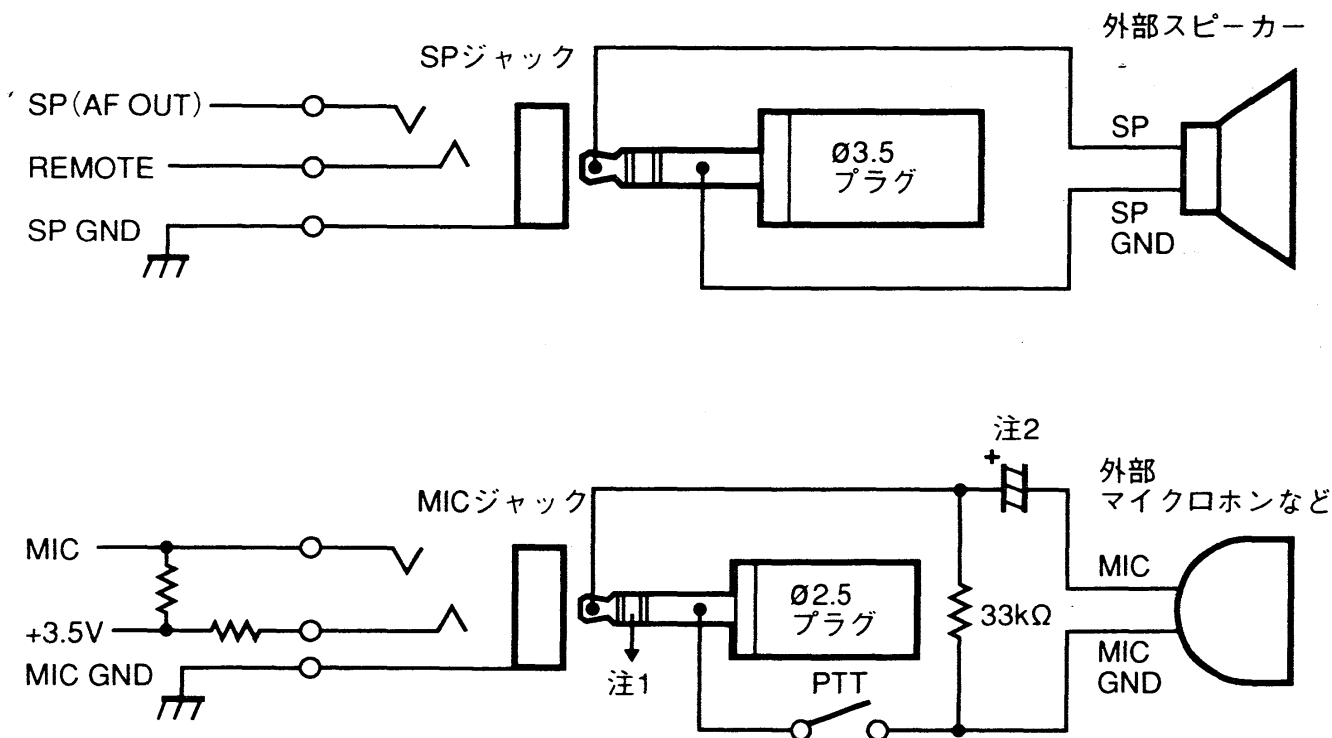 外部スピーカー
SPジャック
SP(AF OUT)
REMOTE
SP GND
Ø3.5
プラグ
SP
SP
GND
注2
+
外部
マイクロホンなど
MICジャック
MIC
+3.5V
MIC GND
注1
Ø2.5
プラグ
33kΩ
PTT
MIC
MIC
GND